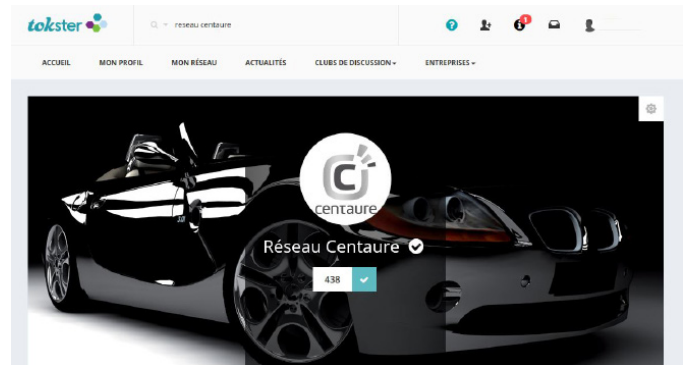 tokster
reseau centaure
?
1
ACCUEIL
MON PROFIL
MON RÉSEAU
ACTUALITÉS
CLUBS DE DISCUSSION
ENTREPRISES
C
centaure
Réseau Centaure
438